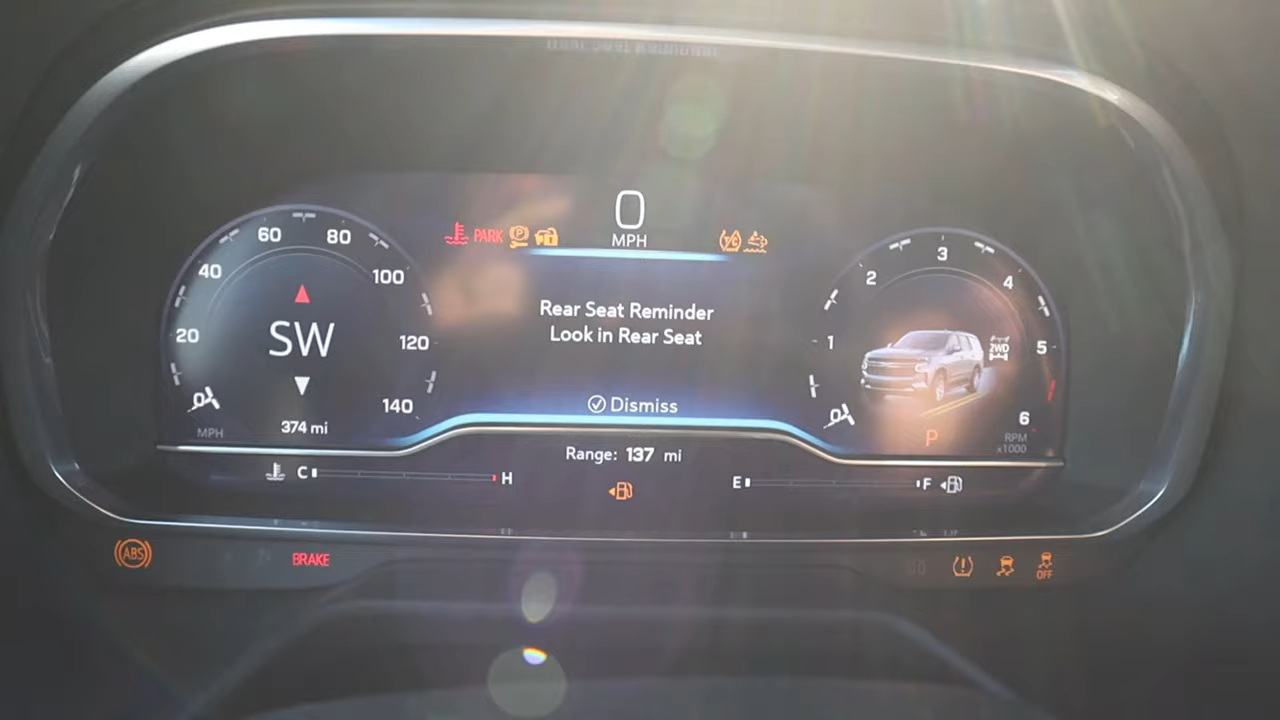 0
MPH
PARK
P
T/C
20
40
60
80
100
120
140
SW
MPH
374 mi
Rear Seat Reminder
Look in Rear Seat
Dismiss
1
2
3
4
5
6
2WD
P
RPM
x1000
Range: 137 mi
C
H
E
F
ABS
BRAKE
OFF